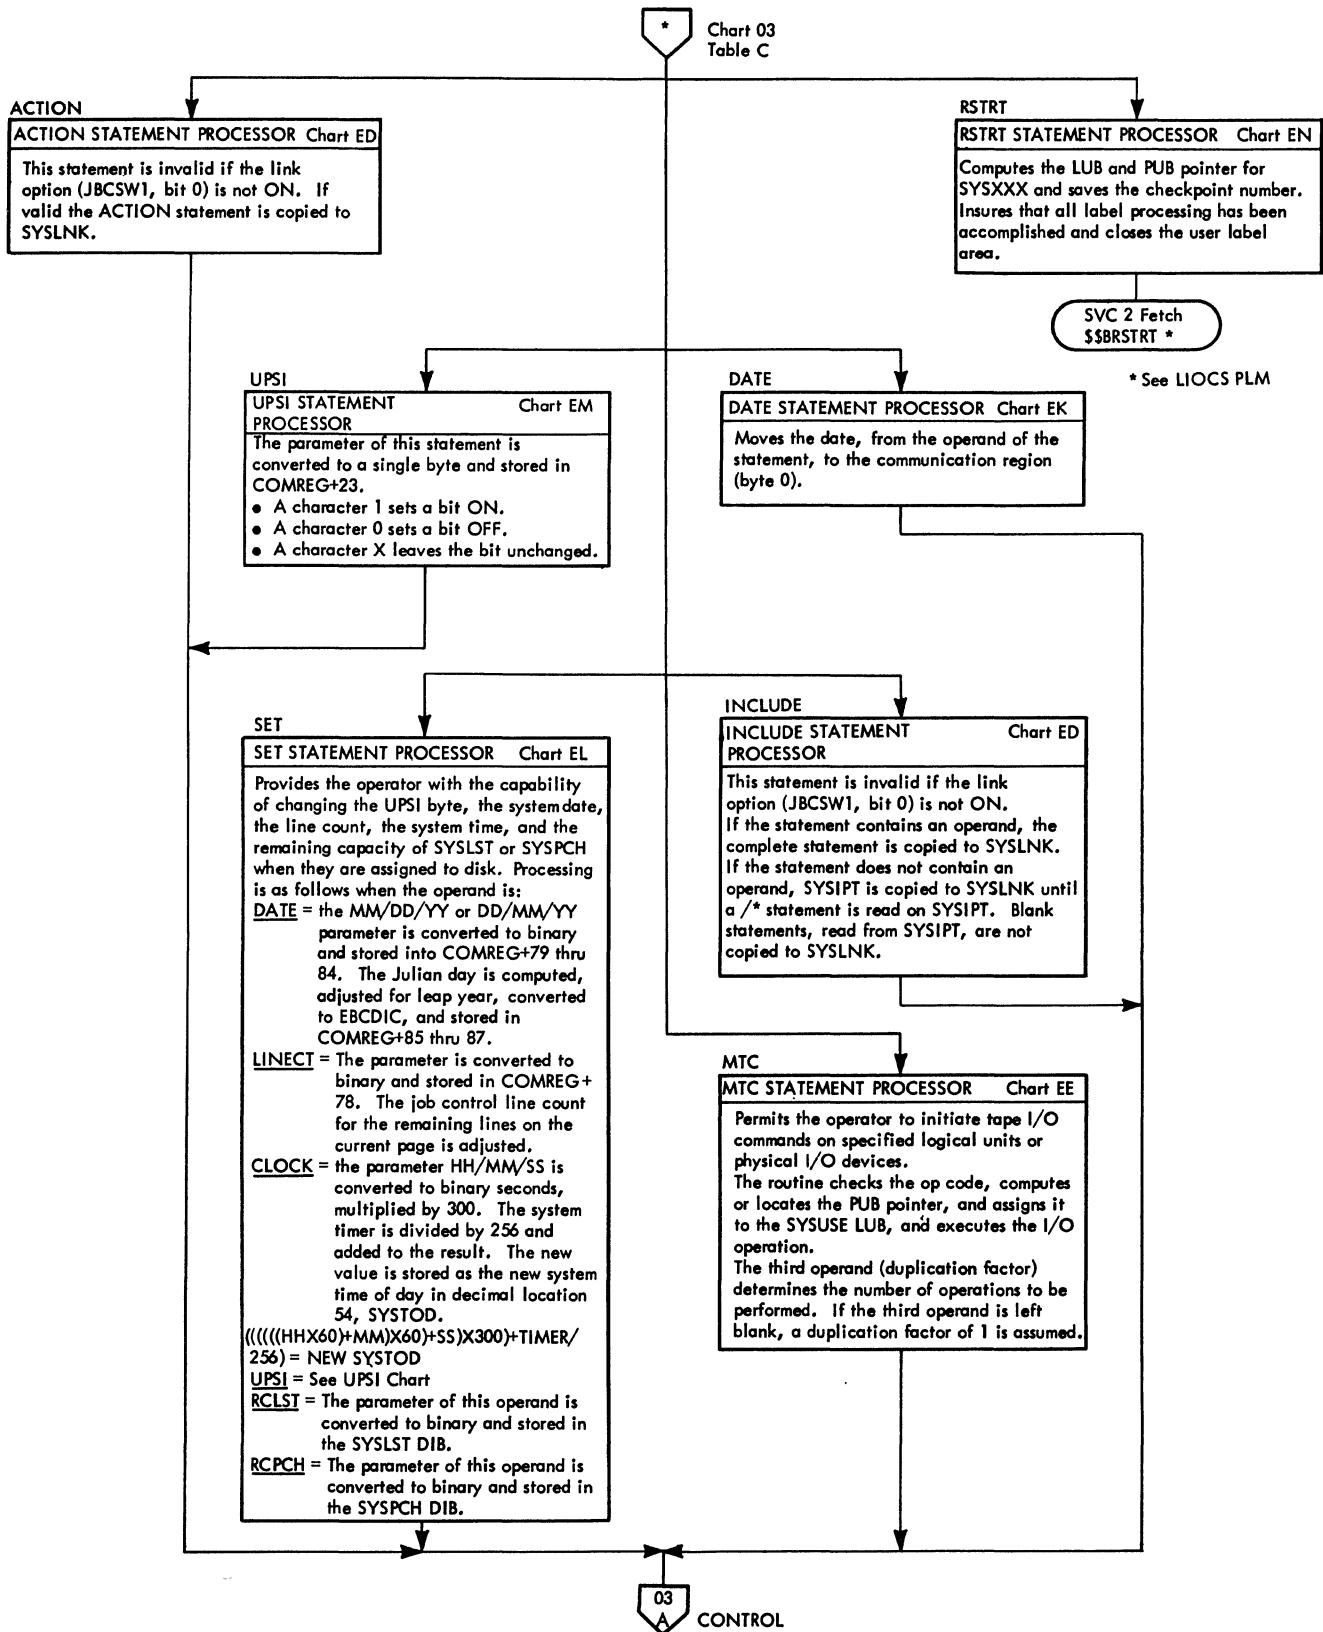 *
Chart 03
Table C
ACTION
ACTION STATEMENT PROCESSOR Chart ED
This statement is invalid if the link
option (JBCSW1, bit 0) is not ON. If
valid the ACTION statement is copied to
SYSLNK.
RSTRT
RSTRT STATEMENT PROCESSOR Chart EN
Computes the LUB and PUB pointer for
SYSXXX and saves the checkpoint number.
Insures that all label processing has been
accomplished and closes the user label
area.
SVC 2 Fetch
$$BRSTRT *
* See LIOCS PLM
UPSI
UPSI STATEMENT Chart EM
PROCESSOR
The parameter of this statement is
converted to a single byte and stored in
COMREG+23.
• A character 1 sets a bit ON.
• A character 0 sets a bit OFF.
• A character X leaves the bit unchanged.
DATE
DATE STATEMENT PROCESSOR Chart EK
Moves the date, from the operand of the
statement, to the communication region
(byte 0).
SET
SET STATEMENT PROCESSOR Chart EL
Provides the operator with the capability
of changing the UPSI byte, the system date,
the line count, the system time, and the
remaining capacity of SYSLST or SYSPCH
when they are assigned to disk. Processing
is as follows when the operand is:
DATE = the MM/DD/YY or DD/MM/YY
parameter is converted to binary
and stored into COMREG+79 thru
84. The Julian day is computed,
adjusted for leap year, converted
to EBCDIC, and stored in
COMREG+85 thru 87.
LINECT = The parameter is converted to
binary and stored in COMREG+
78. The job control line count
for the remaining lines on the
current page is adjusted.
CLOCK = the parameter HH/MM/SS is
converted to binary seconds,
multiplied by 300. The system
timer is divided by 256 and
added to the result. The new
value is stored as the new system
time of day in decimal location
54, SYSTOD.
((((((HHX60)+MM)X60)+SS)X300)+TIMER/
256) = NEW SYSTOD
UPSI = See UPSI Chart
RCLST = The parameter of this operand is
converted to binary and stored in
the SYSLST DIB.
RCPCH = The parameter of this operand is
converted to binary and stored in
the SYSPCH DIB.
INCLUDE
INCLUDE STATEMENT Chart ED
PROCESSOR
This statement is invalid if the link
option (JBCSW1, bit 0) is not ON.
If the statement contains an operand, the
complete statement is copied to SYSLNK.
If the statement does not contain an
operand, SYSIPT is copied to SYSLNK until
a /* statement is read on SYSIPT. Blank
statements, read from SYSIPT, are not
copied to SYSLNK.
MTC
MTC STATEMENT PROCESSOR Chart EE
Permits the operator to initiate tape I/O
commands on specified logical units or
physical I/O devices.
The routine checks the op code, computes
or locates the PUB pointer, and assigns it
to the SYSUSE LUB, and executes the I/O
operation.
The third operand (duplication factor)
determines the number of operations to be
performed. If the third operand is left
blank, a duplication factor of 1 is assumed.
03
A
CONTROL